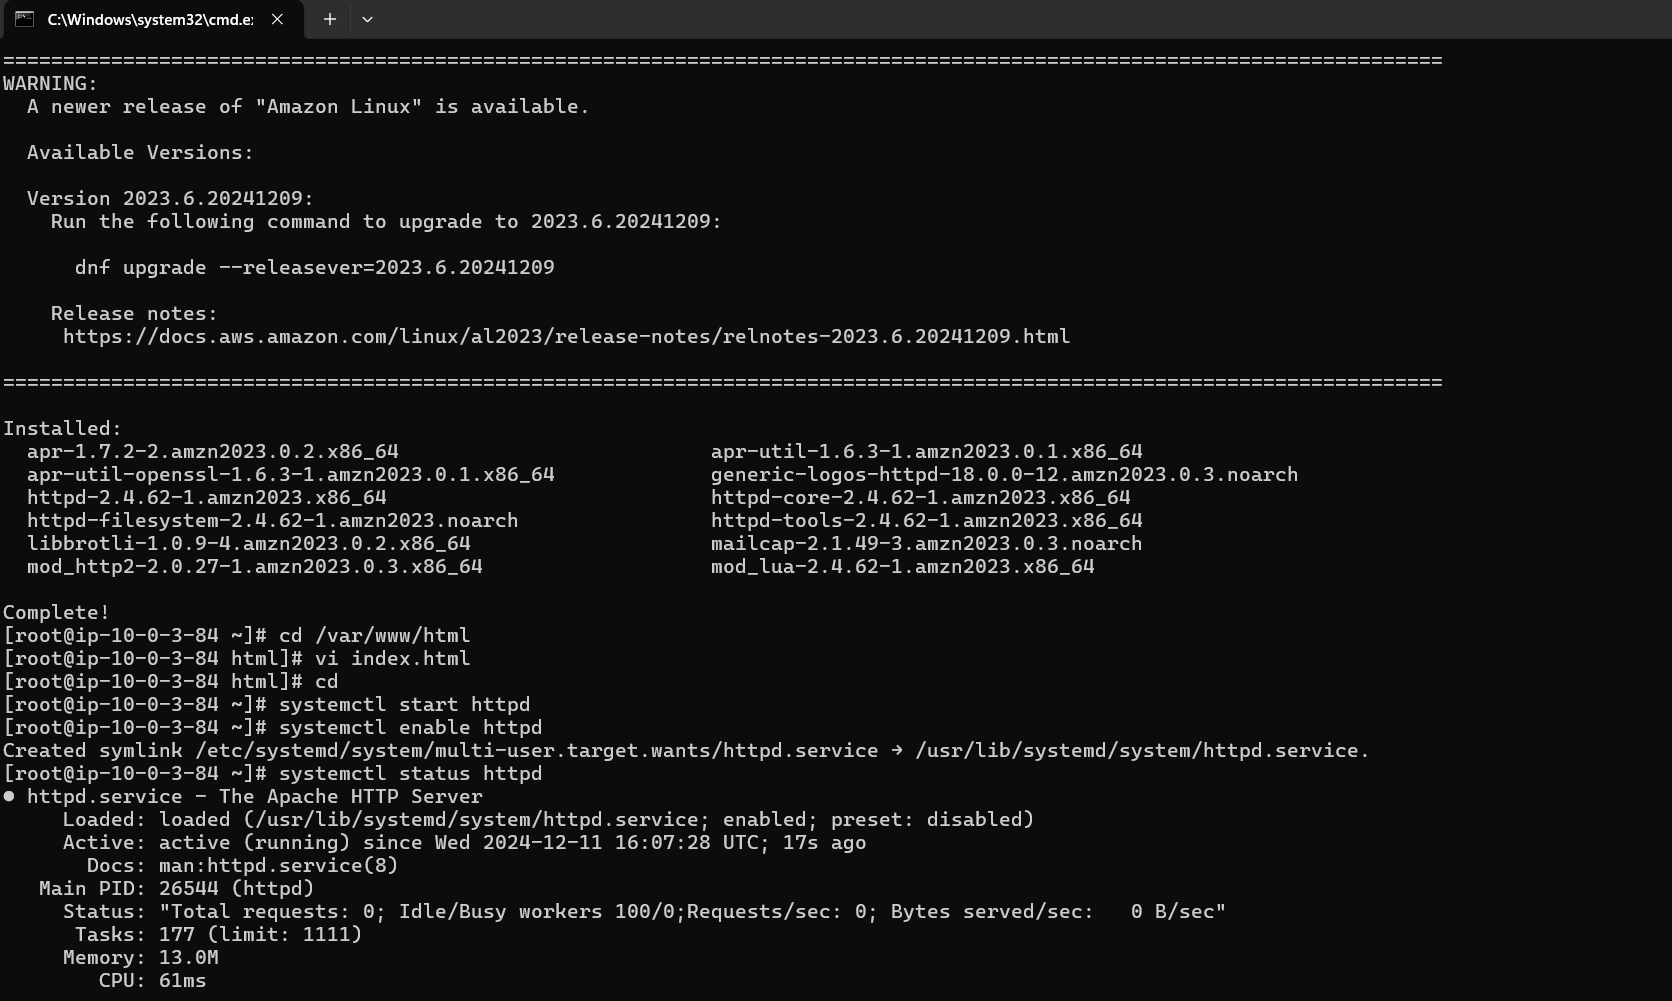 C:\Windows\system32\cmd.e
========================================================================================================================
WARNING:
  A newer release of "Amazon Linux" is available.
  Available Versions:
  Version 2023.6.20241209:
    Run the following command to upgrade to 2023.6.20241209:
      dnf upgrade --releasever=2023.6.20241209
    Release notes:
     https://docs.aws.amazon.com/linux/al2023/release-notes/relnotes-2023.6.20241209.html
========================================================================================================================
Installed:
  apr-1.7.2-2.amzn2023.0.2.x86_64                          apr-util-1.6.3-1.amzn2023.0.1.x86_64
  apr-util-openssl-1.6.3-1.amzn2023.0.1.x86_64             generic-logos-httpd-18.0.0-12.amzn2023.0.3.noarch
  httpd-2.4.62-1.amzn2023.x86_64                           httpd-core-2.4.62-1.amzn2023.x86_64
  httpd-filesystem-2.4.62-1.amzn2023.noarch                httpd-tools-2.4.62-1.amzn2023.x86_64
  libbrotli-1.0.9-4.amzn2023.0.2.x86_64                    mailcap-2.1.49-3.amzn2023.0.3.noarch
  mod_http2-2.0.27-1.amzn2023.0.3.x86_64                   mod_lua-2.4.62-1.amzn2023.x86_64
Complete!
[root@ip-10-0-3-84 ~]# cd /var/www/html
[root@ip-10-0-3-84 html]# vi index.html
[root@ip-10-0-3-84 html]# cd
[root@ip-10-0-3-84 ~]# systemctl start httpd
[root@ip-10-0-3-84 ~]# systemctl enable httpd
Created symlink /etc/systemd/system/multi-user.target.wants/httpd.service → /usr/lib/systemd/system/httpd.service.
[root@ip-10-0-3-84 ~]# systemctl status httpd
● httpd.service - The Apache HTTP Server
     Loaded: loaded (/usr/lib/systemd/system/httpd.service; enabled; preset: disabled)
     Active: active (running) since Wed 2024-12-11 16:07:28 UTC; 17s ago
       Docs: man:httpd.service(8)
   Main PID: 26544 (httpd)
     Status: "Total requests: 0; Idle/Busy workers 100/0;Requests/sec: 0; Bytes served/sec:   0 B/sec"
      Tasks: 177 (limit: 1111)
     Memory: 13.0M
        CPU: 61ms